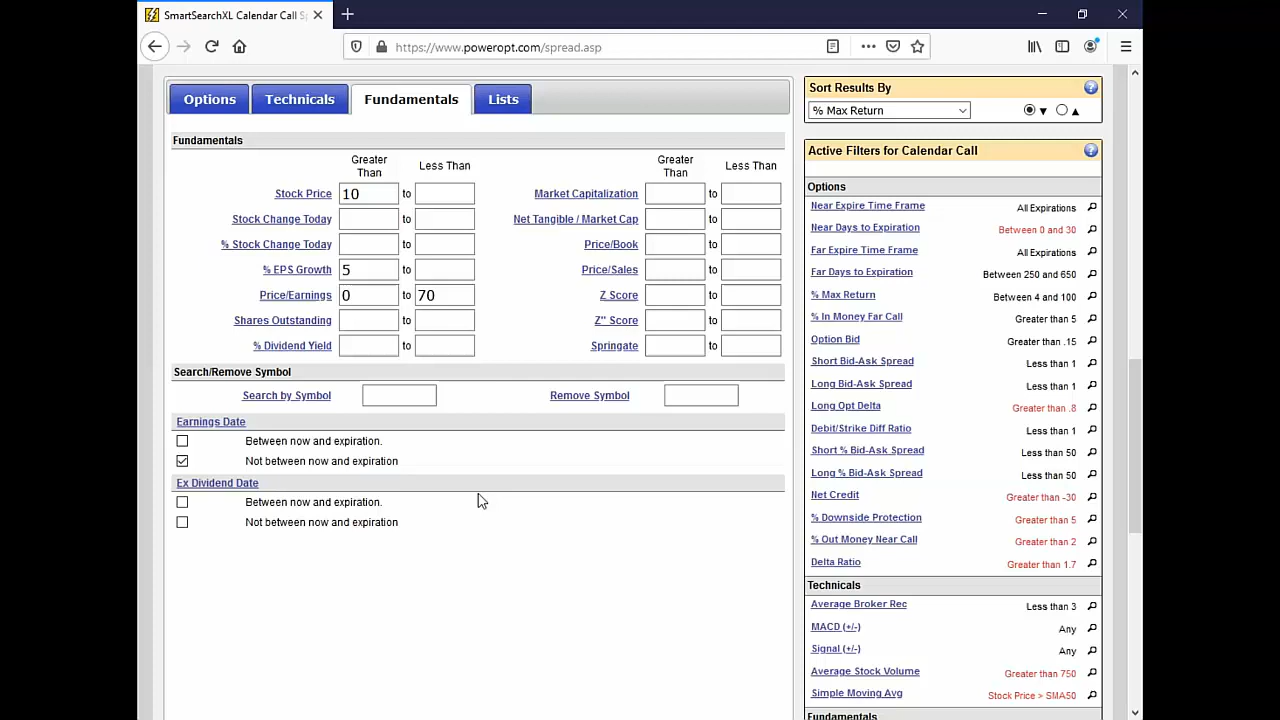 SmartSearchXL Calendar Call S
https://www.poweropt.com/spread.asp
Options Technicals Fundamentals Lists
Fundamentals
Greater Than Less Than Greater Than Less Than
Stock Price 10 to Market Capitalization to
Stock Change Today to Net Tangible / Market Cap to
% Stock Change Today to Price/Book to
% EPS Growth 5 to Price/Sales to
Price/Earnings 0 to 70 Z Score to
Shares Outstanding to Z" Score to
% Dividend Yield to Springate to
Search/Remove Symbol
Search by Symbol Remove Symbol
Earnings Date
Between now and expiration.
Not between now and expiration
Ex Dividend Date
Between now and expiration.
Not between now and expiration
Sort Results By
% Max Return
Active Filters for Calendar Call
Options
Near Expire Time Frame All Expirations
Near Days to Expiration Between 0 and 30
Far Expire Time Frame All Expirations
Far Days to Expiration Between 250 and 650
% Max Return Between 4 and 100
% In Money Far Call Greater than 5
Option Bid Greater than .15
Short Bid-Ask Spread Less than 1
Long Bid-Ask Spread Less than 1
Long Opt Delta Greater than .8
Debit/Strike Diff Ratio Less than 1
Short % Bid-Ask Spread Less than 50
Long % Bid-Ask Spread Less than 50
Net Credit Greater than -30
% Downside Protection Greater than 5
% Out Money Near Call Greater than 2
Delta Ratio Greater than 1.7
Technicals
Average Broker Rec Less than 3
MACD (+/-) Any
Signal (+/-) Any
Average Stock Volume Greater than 750
Simple Moving Avg Stock Price > SMA50
Fundamentals